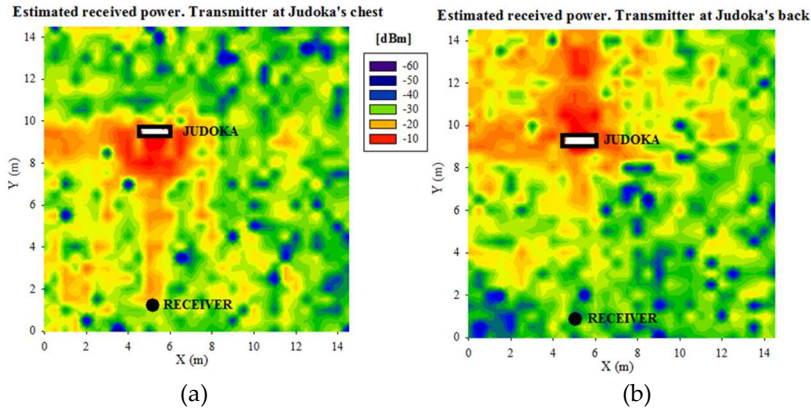 Estimated received power. Transmitter at Judoka's chest
Estimated received power. Transmitter at Judoka's back
[dBm]
-60
-50
-40
-30
-20
-10
14
12
10
8
6
4
2
0
Y (m)
JUDOKA
RECEIVER
0 2 4 6 8 10 12 14
X (m)
(a)
14
12
10
8
6
4
2
0
Y (m)
JUDOKA
RECEIVER
0 2 4 6 8 10 12 14
X (m)
(b)